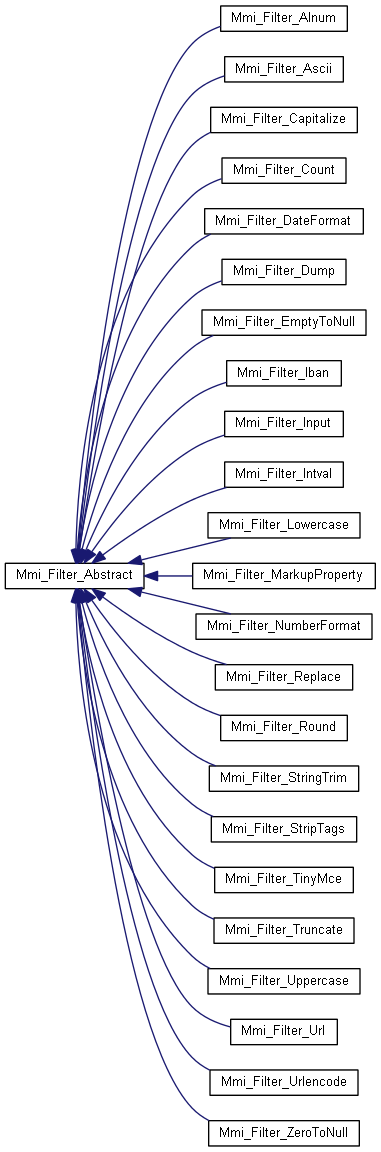 Mmi_Filter_Alnum
Mmi_Filter_Ascii
Mmi_Filter_Capitalize
Mmi_Filter_Count
Mmi_Filter_DateFormat
Mmi_Filter_Dump
Mmi_Filter_EmptyToNull
Mmi_Filter_Iban
Mmi_Filter_Input
Mmi_Filter_Intval
Mmi_Filter_Lowercase
Mmi_Filter_Abstract
Mmi_Filter_MarkupProperty
Mmi_Filter_NumberFormat
Mmi_Filter_Replace
Mmi_Filter_Round
Mmi_Filter_StringTrim
Mmi_Filter_StripTags
Mmi_Filter_TinyMce
Mmi_Filter_Truncate
Mmi_Filter_Uppercase
Mmi_Filter_Url
Mmi_Filter_Urlencode
Mmi_Filter_ZeroToNull